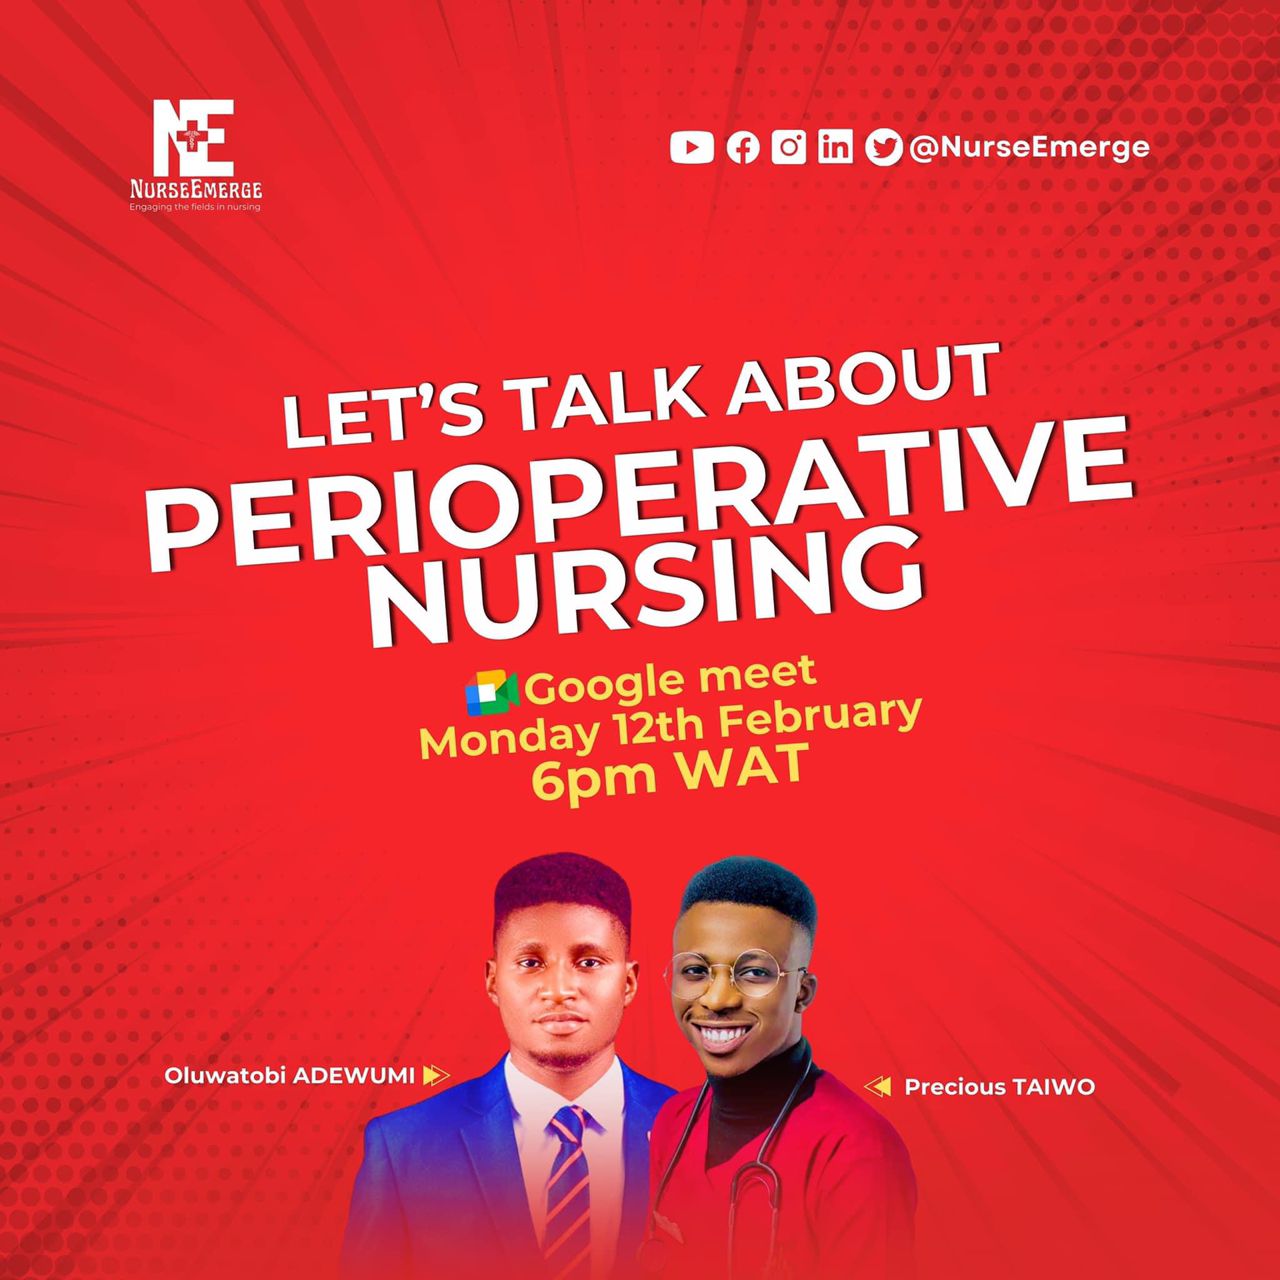 NE
NURSEEMERGE
Engaging the fields in nursing
@NurseEmerge
LET’S TALK ABOUT
PERIOPERATIVE
NURSING
Google meet
Monday 12th February
6pm WAT
Oluwatobi ADEWUMI
Precious TAIWO